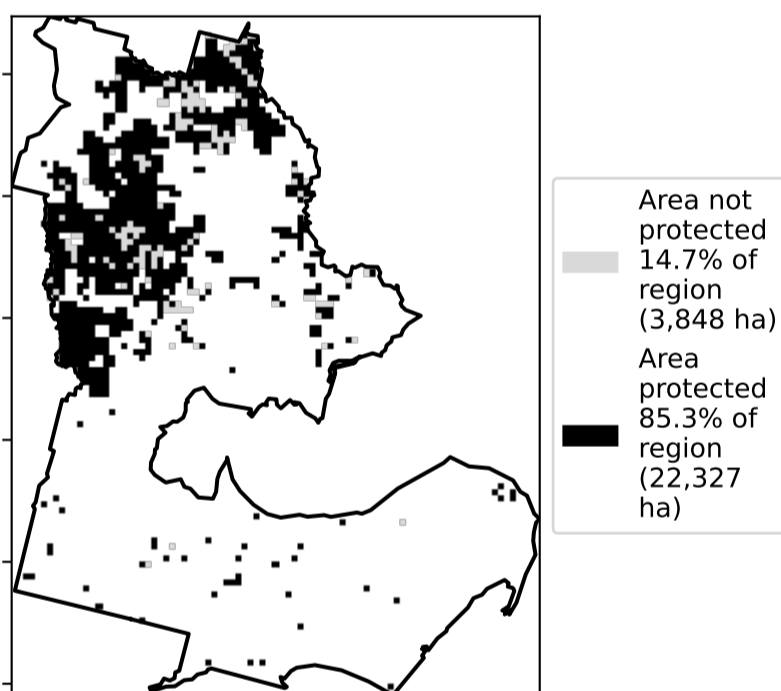 Area not
protected
14.7% of
region
(3,848 ha)
Area
protected
85.3% of
region
(22,327
ha)